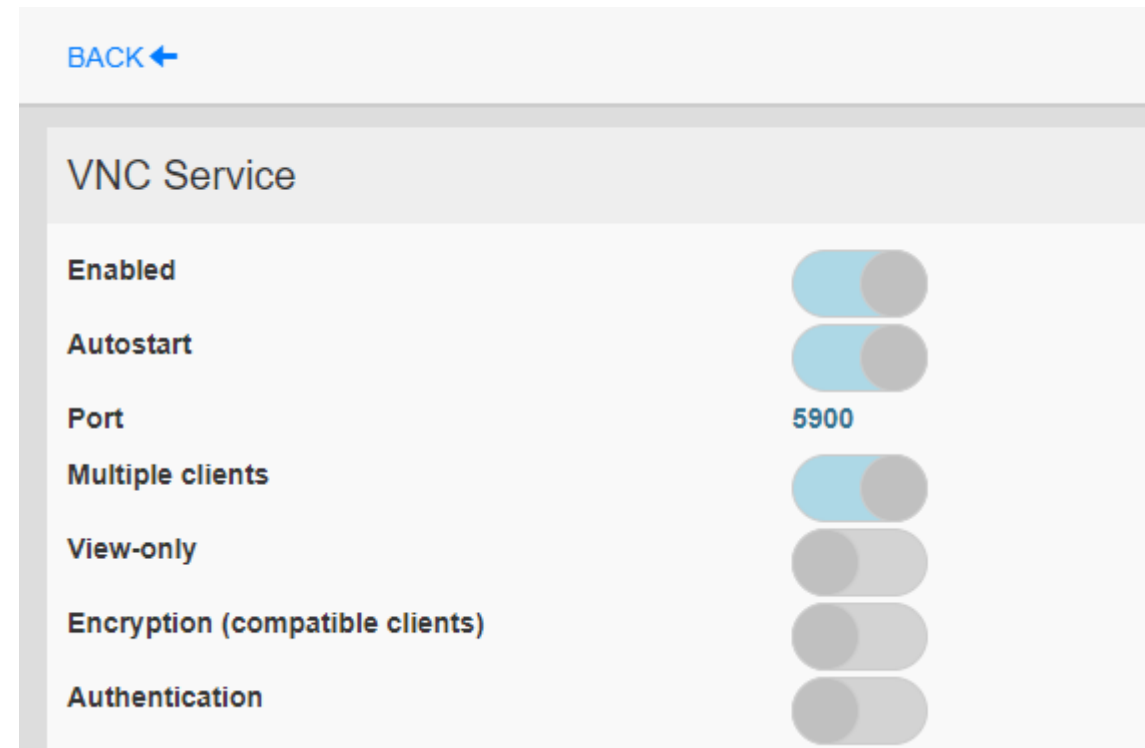 BACK
VNC Service
Enabled
Autostart
Port 5900
Multiple clients
View-only
Encryption (compatible clients)
Authentication